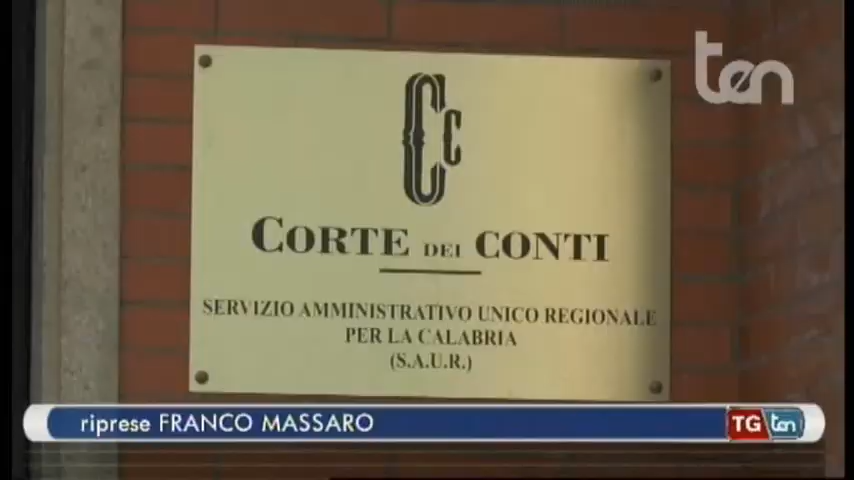 ten
Cc
CORTE DEI CONTI
SERVIZIO AMMINISTRATIVO UNICO REGIONALE
PER LA CALABRIA
(S.A.U.R.)
riprese FRANCO MASSARO
TG ten